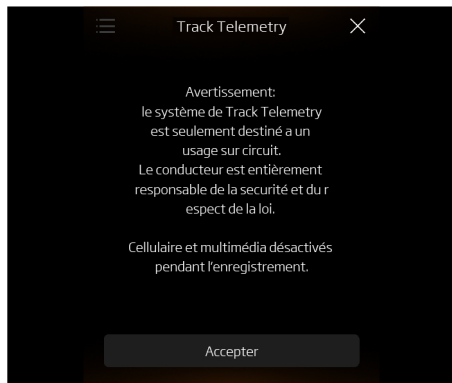 Track Telemetry
Avertissement:
le système de Track Telemetry
est seulement destiné a un
usage sur circuit.
Le conducteur est entièrement
responsable de la securité et du r
espect de la loi.
Cellulaire et multimédia désactivés
pendant l'enregistrement.
Accepter